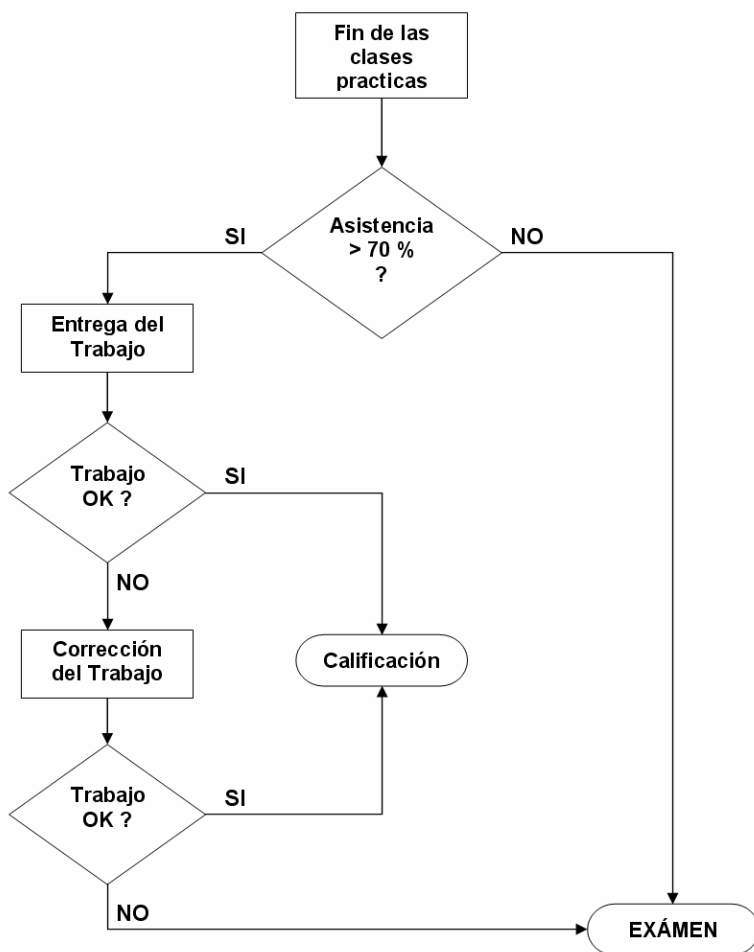 Fin de las
clases
practicas
Asistencia
> 70 %
?
SI
NO
Entrega del
Trabajo
Trabajo
OK ?
SI
NO
Corrección
del Trabajo
Calificación
Trabajo
OK ?
SI
NO
EXÁMEN